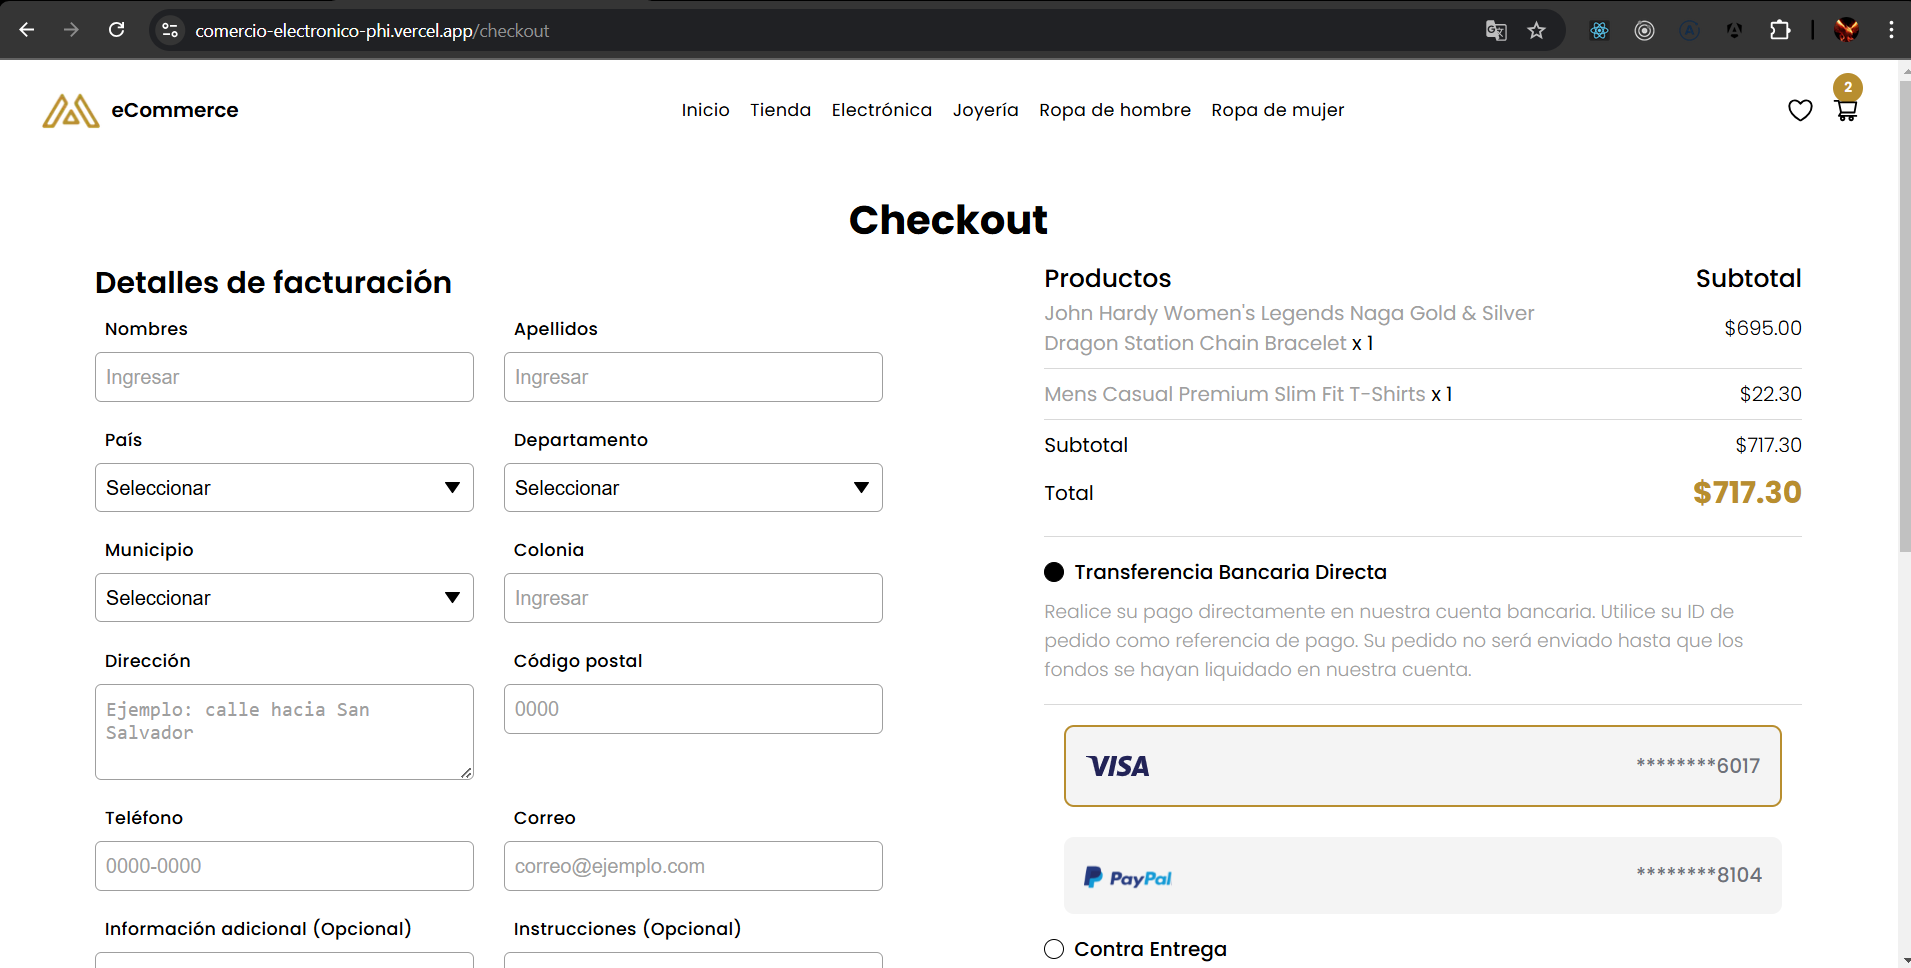 comercio-electronico-phi.vercel.app/checkout
eCommerce
Inicio Tienda Electrónica Joyería Ropa de hombre Ropa de mujer
2
Checkout
Detalles de facturación
Nombres
Ingresar
Apellidos
Ingresar
País
Seleccionar
Departamento
Seleccionar
Municipio
Seleccionar
Colonia
Ingresar
Dirección
Ejemplo: calle hacia San
Salvador
Código postal
0000
Teléfono
0000-0000
Correo
correo@ejemplo.com
Información adicional (Opcional)
Instrucciones (Opcional)
Productos Subtotal
John Hardy Women's Legends Naga Gold & Silver
Dragon Station Chain Bracelet x 1
$695.00
Mens Casual Premium Slim Fit T-Shirts x 1 $22.30
Subtotal $717.30
Total $717.30
Transferencia Bancaria Directa
Realice su pago directamente en nuestra cuenta bancaria. Utilice su ID de
pedido como referencia de pago. Su pedido no será enviado hasta que los
fondos se hayan liquidado en nuestra cuenta.
VISA ********6017
PayPal ********8104
Contra Entrega